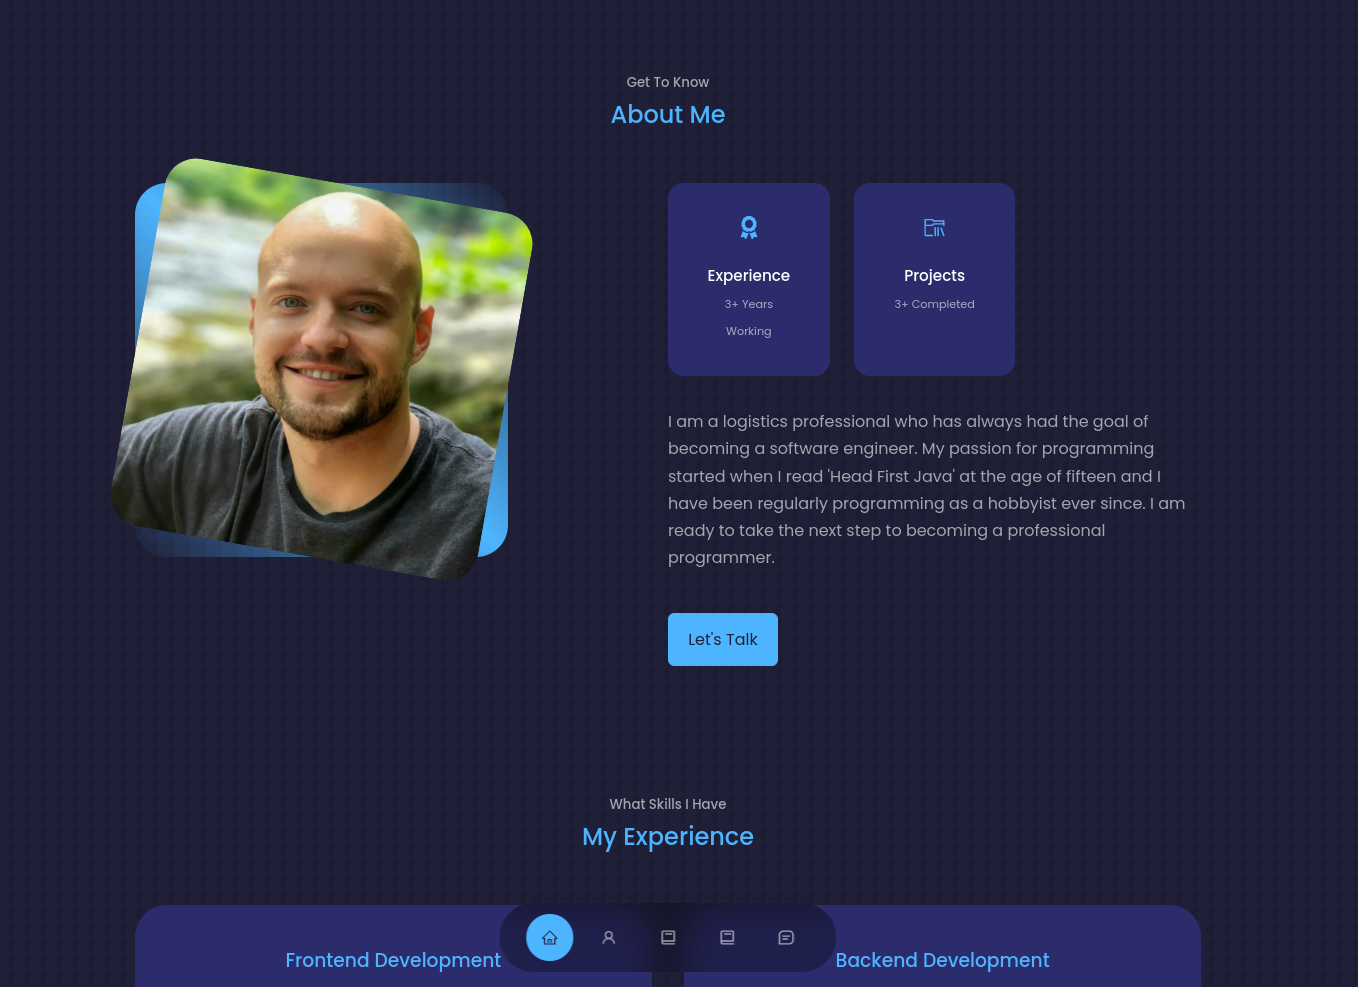 Get To Know
About Me
Experience
3+ Years
Working
Projects
3+ Completed
I am a logistics professional who has always had the goal of
becoming a software engineer. My passion for programming
started when I read 'Head First Java' at the age of fifteen and I
have been regularly programming as a hobbyist ever since. I am
ready to take the next step to becoming a professional
programmer.
Let's Talk
What Skills I Have
My Experience
Frontend Development
Backend Development